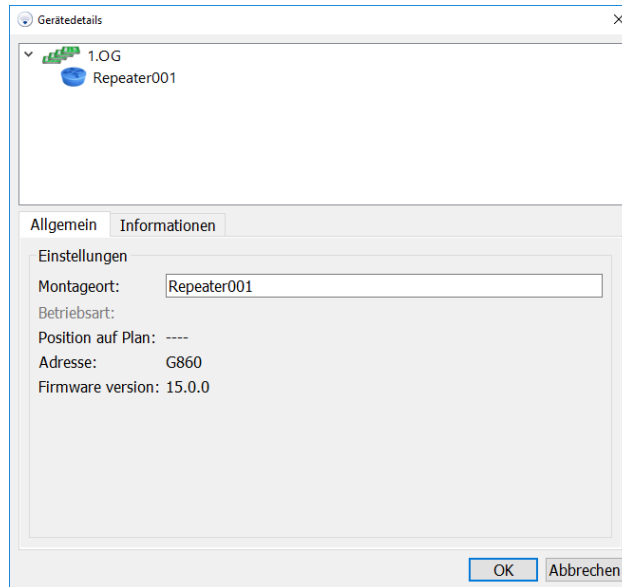 Gerätedetails
1.OG
Repeater001
Allgemein Informationen
Einstellungen
Montageort: Repeater001
Betriebsart:
Position auf Plan: ----
Adresse: G860
Firmware version: 15.0.0
OK Abbrechen